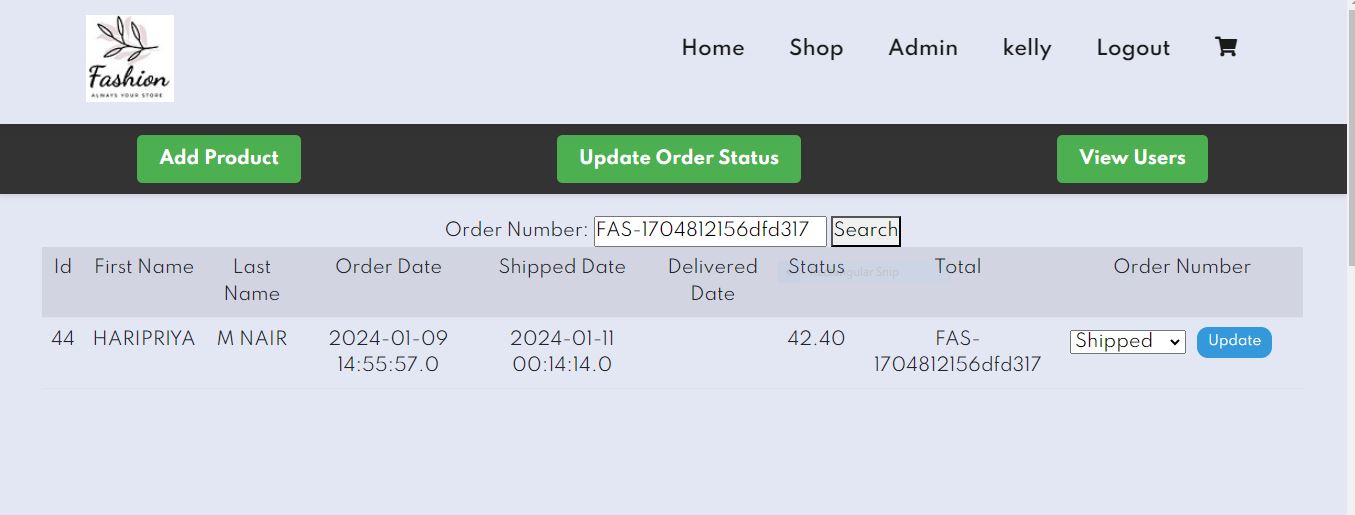 Fashion
ALWAYS YOUR STORE
Home Shop Admin kelly Logout
Add Product Update Order Status View Users
Order Number: FAS-1704812156dfd317 Search
Id First Name Last Order Date Shipped Date Delivered Status Total Order Number
Name Date
44 HARIPRIYA M NAIR 2024-01-09 2024-01-11 42.40 FAS- Shipped Update
14:55:57.0 00:14:14.0 1704812156dfd317